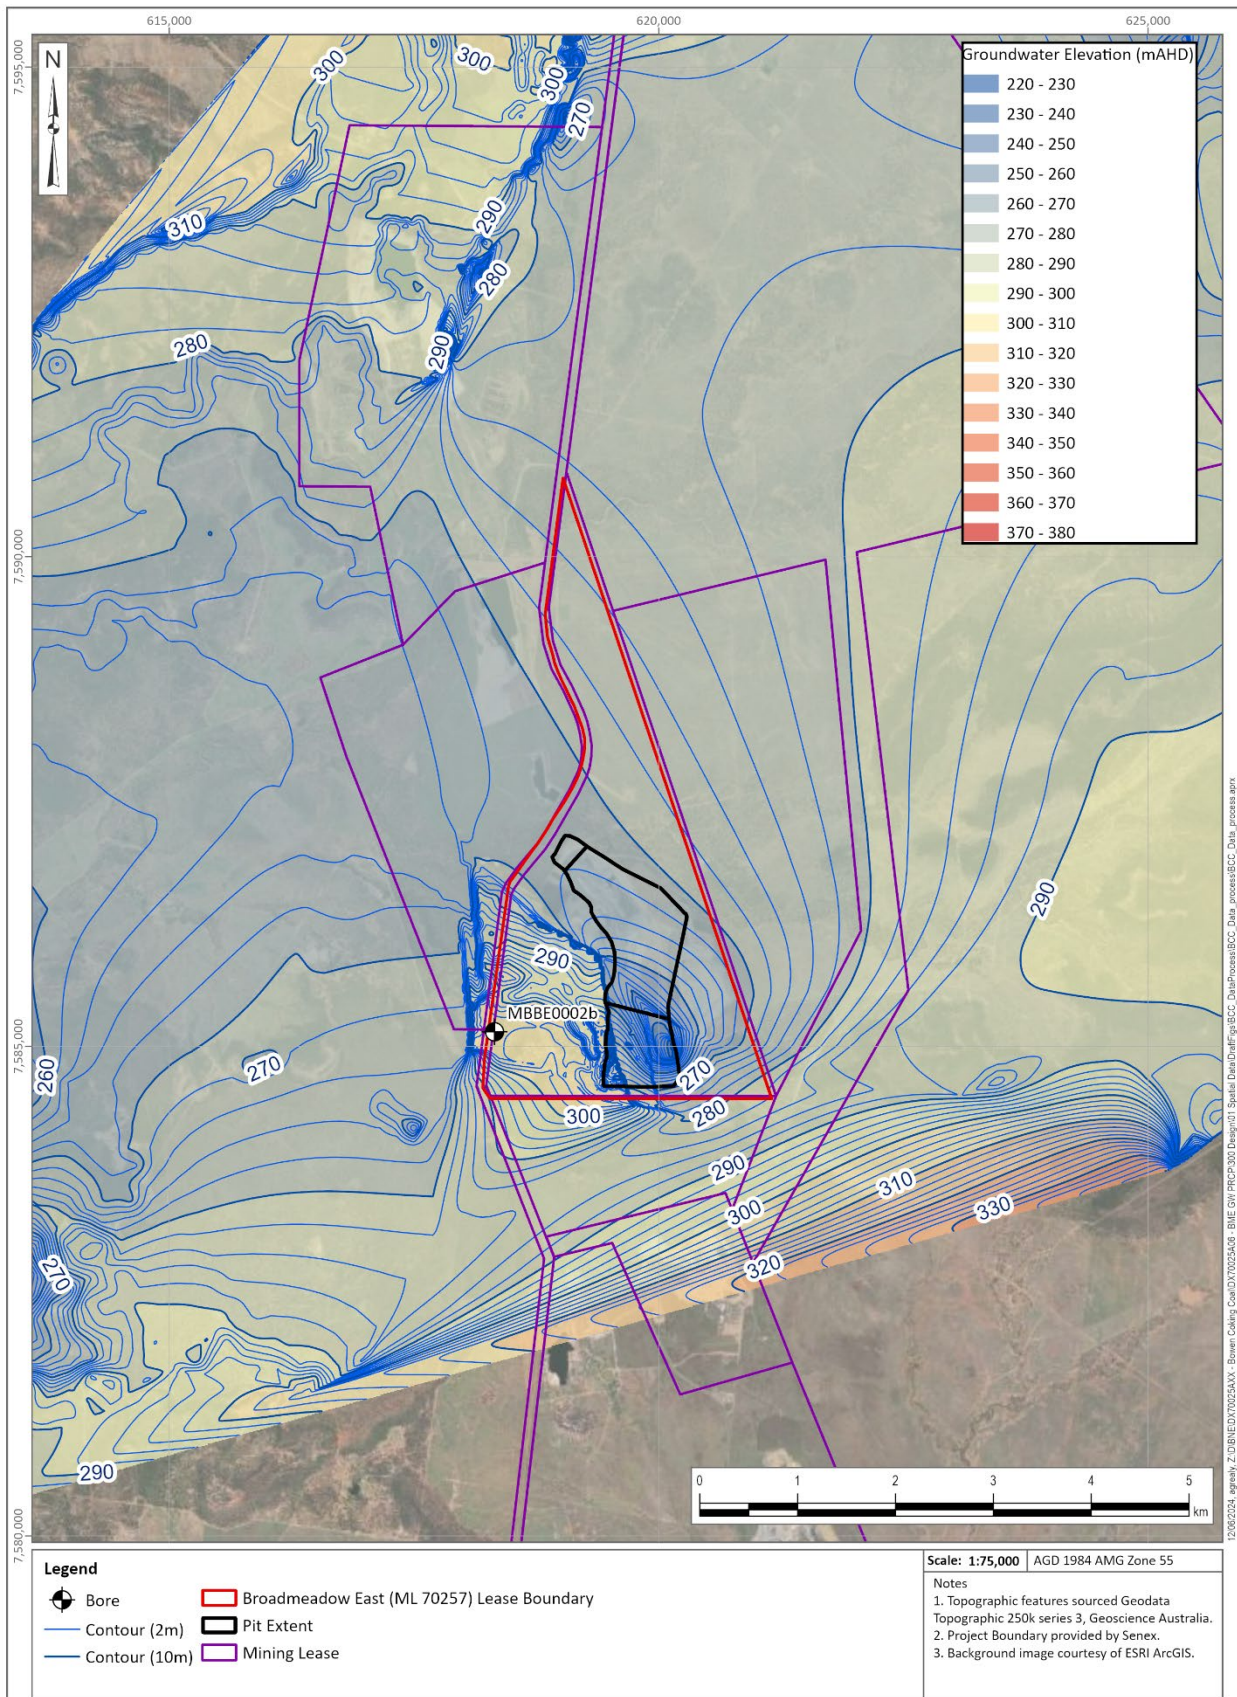 615,000
620,000
625,000
7,595,000
7,590,000
7,585,000
7,580,000
N
Groundwater Elevation (mAHD)
220 - 230
230 - 240
240 - 250
250 - 260
260 - 270
270 - 280
280 - 290
290 - 300
300 - 310
310 - 320
320 - 330
330 - 340
340 - 350
350 - 360
360 - 370
370 - 380
300
300
300
270
310
290
280
280
290
290
290
MBBE0002b
260
270
270
300
280
290
310
300
330
320
270
290
0
1
2
3
4
5
km
Legend
Bore
Contour (2m)
Contour (10m)
Broadmeadow East (ML 70257) Lease Boundary
Pit Extent
Mining Lease
Scale: 1:75,000
AGD 1984 AMG Zone 55
Notes
1. Topographic features sourced Geodata
Topographic 250k series 3, Geoscience Australia.
2. Project Boundary provided by Senex.
3. Background image courtesy of ESRI ArcGIS.